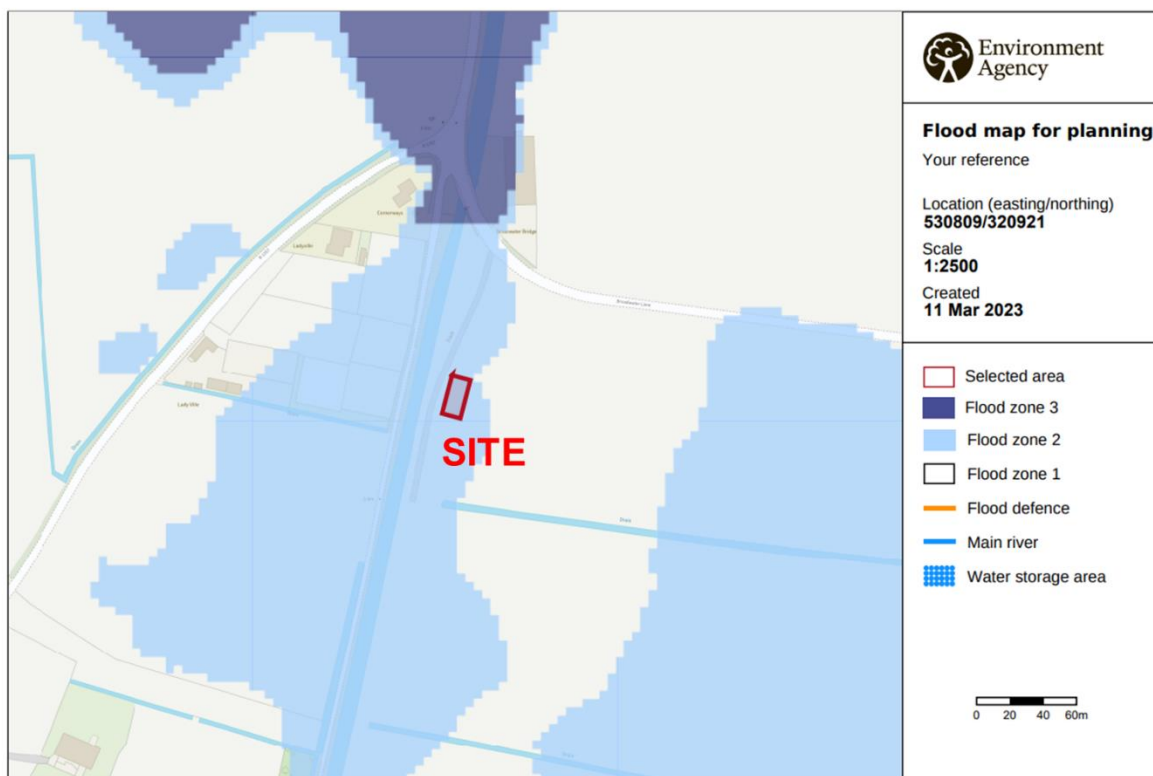 Environment
Agency
Flood map for planning
Your reference
Location (easting/northing)
530809/320921
Scale
1:2500
Created
11 Mar 2023
Selected area
Flood zone 3
Flood zone 2
Flood zone 1
Flood defence
Main river
Water storage area
0 20 40 60m
Ladyville
Lady Mile
Drain
Drain
SITE